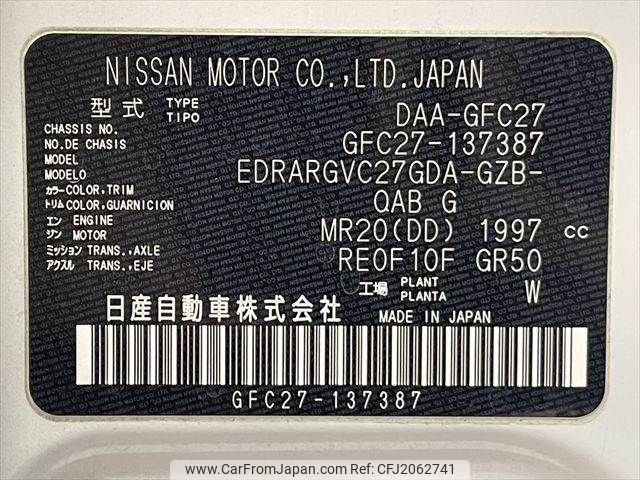 NISSAN MOTOR CO.,LTD.JAPAN
型式 TYPE TIPO DAA-GFC27
CHASSIS NO. NO.DE CHASIS GFC27-137387
MODEL MODELO EDRARGVC27GDA-GZB-
カラー COLOR,TRIM トリム COLOR,GUARNICION QAB G
エンジン ENGINE MOTOR MR20(DD) 1997 cc
ミッション TRANS.,AXLE アクスル TRANS.,EJE RE0F10F GR50
工場 PLANT PLANTA W
日産自動車株式会社 MADE IN JAPAN
GFC27-137387
www.CarFromJapan.com | CFJ2062741